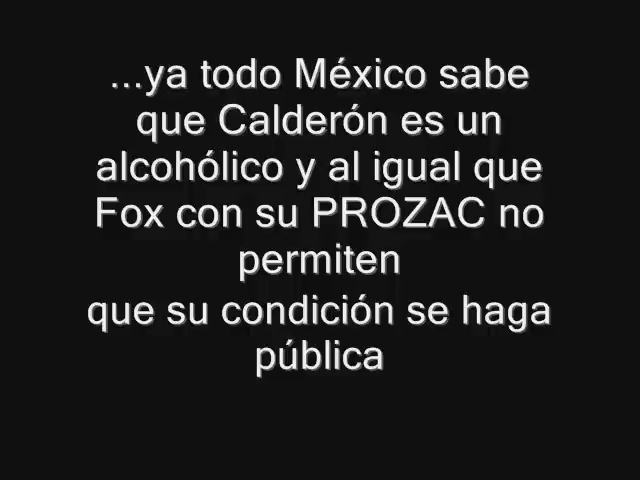 ...ya todo México sabe
que Calderón es un
alcohólico y al igual que
Fox con su PROZAC no
permiten
que su condición se haga
pública